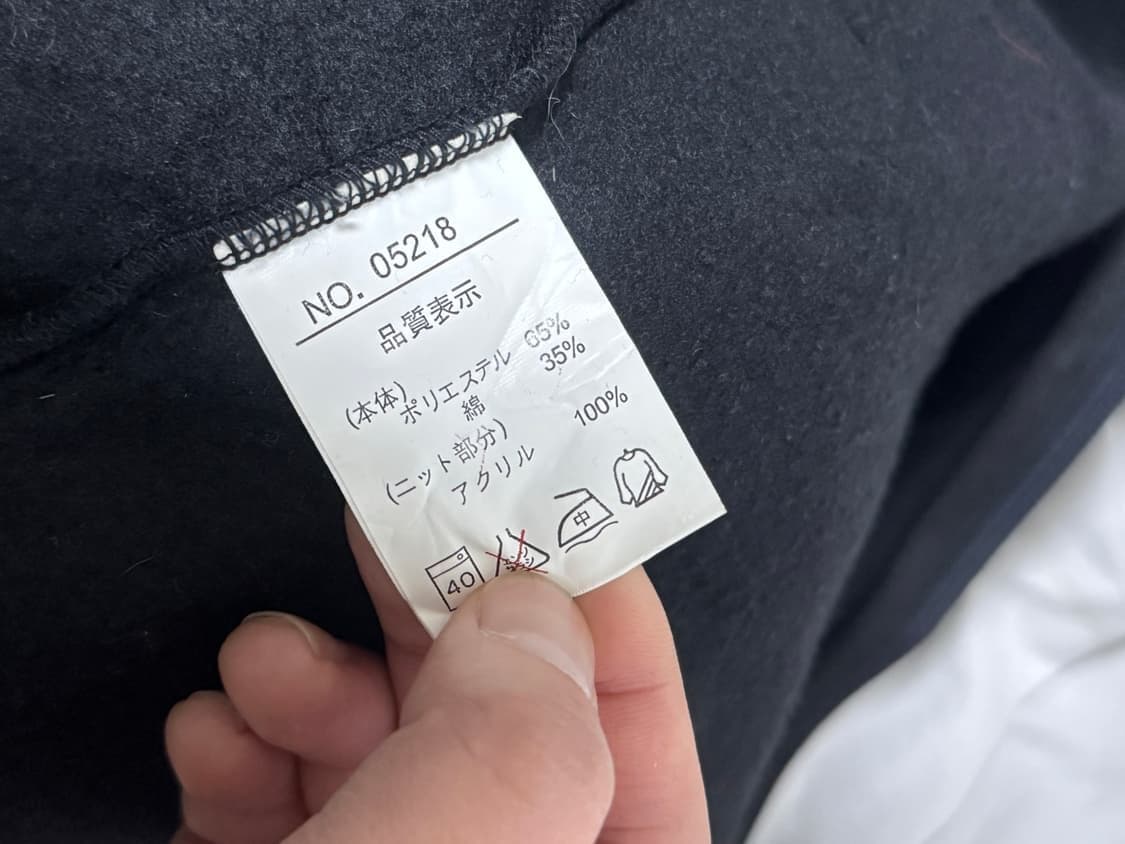 NO. 05218
品質表示
(本体)
ポリエステル 65%
綿 35%
(ニット部分)
アクリル 100%
40 中